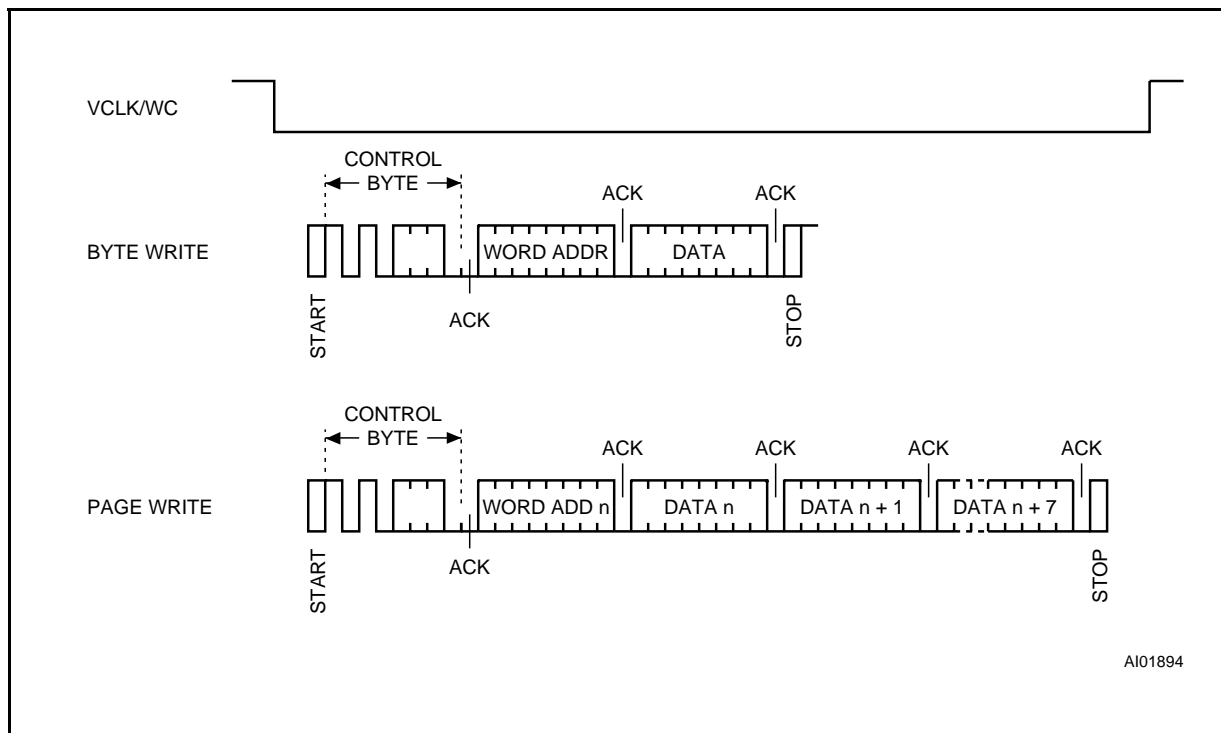 VCLK/WC
CONTROL
BYTE
ACK
ACK
BYTE WRITE
WORD ADDR
DATA
START
ACK
STOP
CONTROL
BYTE
ACK
ACK
ACK
ACK
PAGE WRITE
WORD ADD n
DATA n
DATA n + 1
DATA n + 7
START
ACK
STOP
AI01894